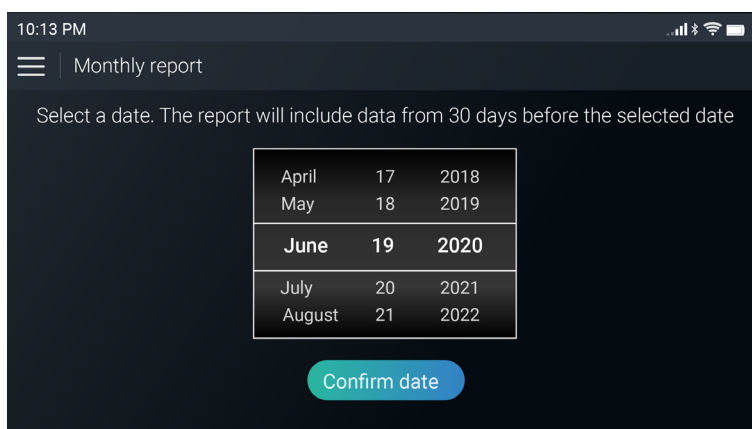 10:13 PM
Monthly report
Select a date. The report will include data from 30 days before the selected date
April 17 2018
May 18 2019
June 19 2020
July 20 2021
August 21 2022
Confirm date